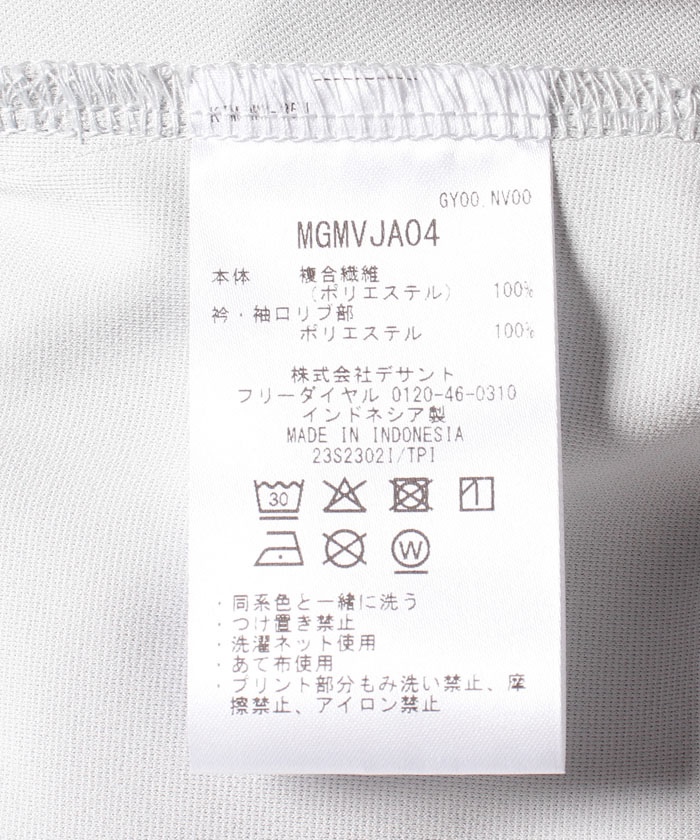 GY00.NV00
MGMVJA04
本体 複合繊維
(ポリエステル) 100%
衿・袖口リブ部
ポリエステル 100%
株式会社デサント
フリーダイヤル 0120-46-0310
インドネシア製
MADE IN INDONESIA
23S2302I/TPI
30
W
・同系色と一緒に洗う
・つけ置き禁止
・洗濯ネット使用
・あて布使用
・プリント部分もみ洗い禁止、摩
擦禁止、アイロン禁止